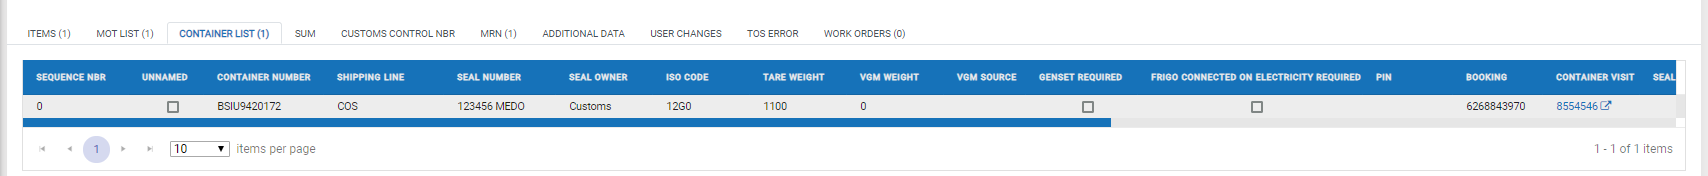 ITEMS (1) MOT LIST (1) CONTAINER LIST (1) SUM CUSTOMS CONTROL NBR MRN (1) ADDITIONAL DATA USER CHANGES TOS ERROR WORK ORDERS (0)
SEQUENCE NBR UNNAMED CONTAINER NUMBER SHIPPING LINE SEAL NUMBER SEAL OWNER ISO CODE TARE WEIGHT VGM WEIGHT VGM SOURCE GENSET REQUIRED FRIGO CONNECTED ON ELECTRICITY REQUIRED PIN BOOKING CONTAINER VISIT SEAL
0 BSIU9420172 COS 123456 MEDO Customs 12G0 1100 0 6268843970 8554546
1 10 items per page 1 - 1 of 1 items